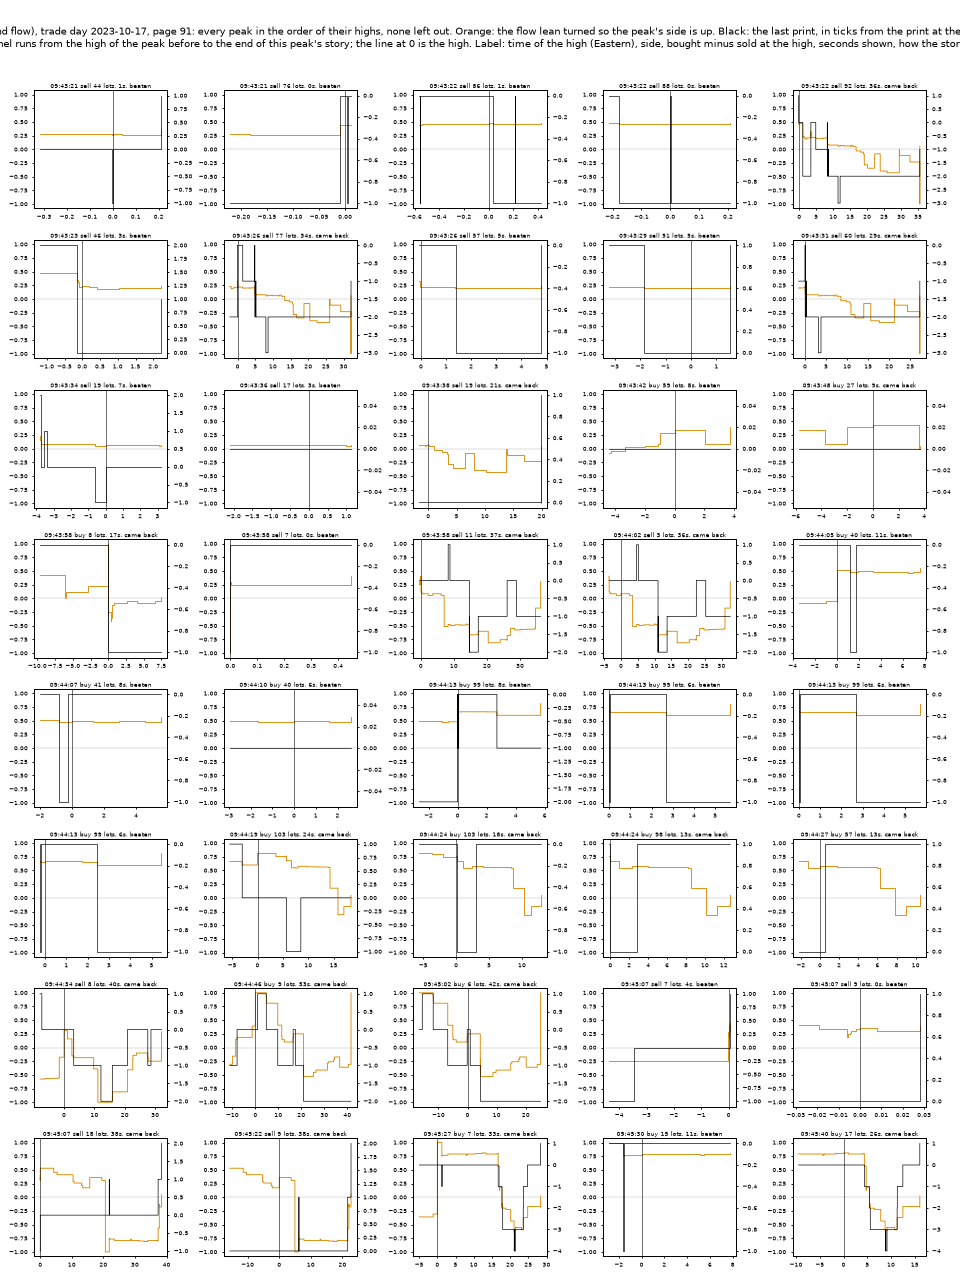 nd flow), trade day 2023-10-17, page 91: every peak in the order of their highs, none left out. Orange: the flow lean turned so the peak's side is up. Black: the last print, in ticks from the print at the
nel runs from the high of the peak before to the end of this peak's story; the line at 0 is the high. Label: time of the high (Eastern), side, bought minus sold at the high, seconds shown, how the stor
09:43:21 sell 44 lots. 1s. beaten
09:43:21 sell 76 lots. 0s. beaten
09:43:22 sell 86 lots. 1s. beaten
09:43:22 sell 88 lots. 0s. beaten
09:43:22 sell 92 lots. 36s. came back
09:43:23 sell 46 lots. 3s. beaten
09:43:26 sell 77 lots. 34s. came back
09:43:26 sell 57 lots. 5s. beaten
09:43:29 sell 51 lots. 5s. beaten
09:43:31 sell 60 lots. 29s. came back
09:43:34 sell 19 lots. 7s. beaten
09:43:36 sell 17 lots. 3s. beaten
09:43:38 sell 19 lots. 21s. came back
09:43:42 buy 59 lots. 8s. beaten
09:43:48 buy 27 lots. 9s. came back
09:43:58 buy 8 lots. 17s. came back
09:43:58 sell 7 lots. 0s. beaten
09:43:58 sell 11 lots. 37s. came back
09:44:02 sell 3 lots. 36s. came back
09:44:05 buy 40 lots. 11s. beaten
09:44:07 buy 41 lots. 8s. beaten
09:44:10 buy 40 lots. 6s. beaten
09:44:13 buy 99 lots. 8s. beaten
09:44:13 buy 99 lots. 6s. beaten
09:44:13 buy 99 lots. 6s. beaten
09:44:13 buy 99 lots. 6s. beaten
09:44:19 buy 103 lots. 24s. came back
09:44:24 buy 103 lots. 18s. came back
09:44:24 buy 98 lots. 13s. came back
09:44:27 buy 57 lots. 13s. came back
09:44:34 sell 8 lots. 40s. came back
09:44:46 buy 9 lots. 53s. came back
09:45:02 buy 6 lots. 42s. came back
09:45:07 sell 7 lots. 4s. beaten
09:45:07 sell 9 lots. 0s. beaten
09:45:07 sell 18 lots. 38s. came back
09:45:22 sell 9 lots. 38s. came back
09:45:27 buy 7 lots. 33s. came back
09:45:30 buy 15 lots. 11s. beaten
09:45:40 buy 17 lots. 26s. came back